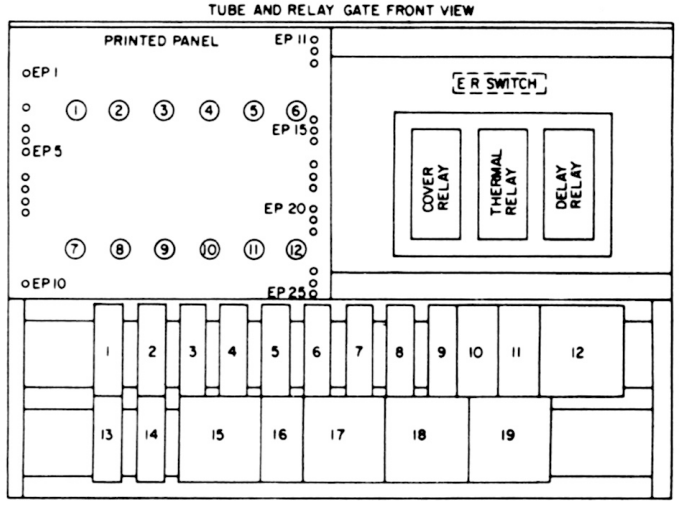 TUBE AND RELAY GATE FRONT VIEW
PRINTED PANEL
EP 11
EP 1
E R SWITCH
1 2 3 4 5 6
EP 15
EP 5
COVER RELAY
THERMAL RELAY
DELAY RELAY
EP 20
7 8 9 10 11 12
EP 10
EP 25
1 2 3 4 5 6 7 8 9 10 11 12
13 14 15 16 17 18 19